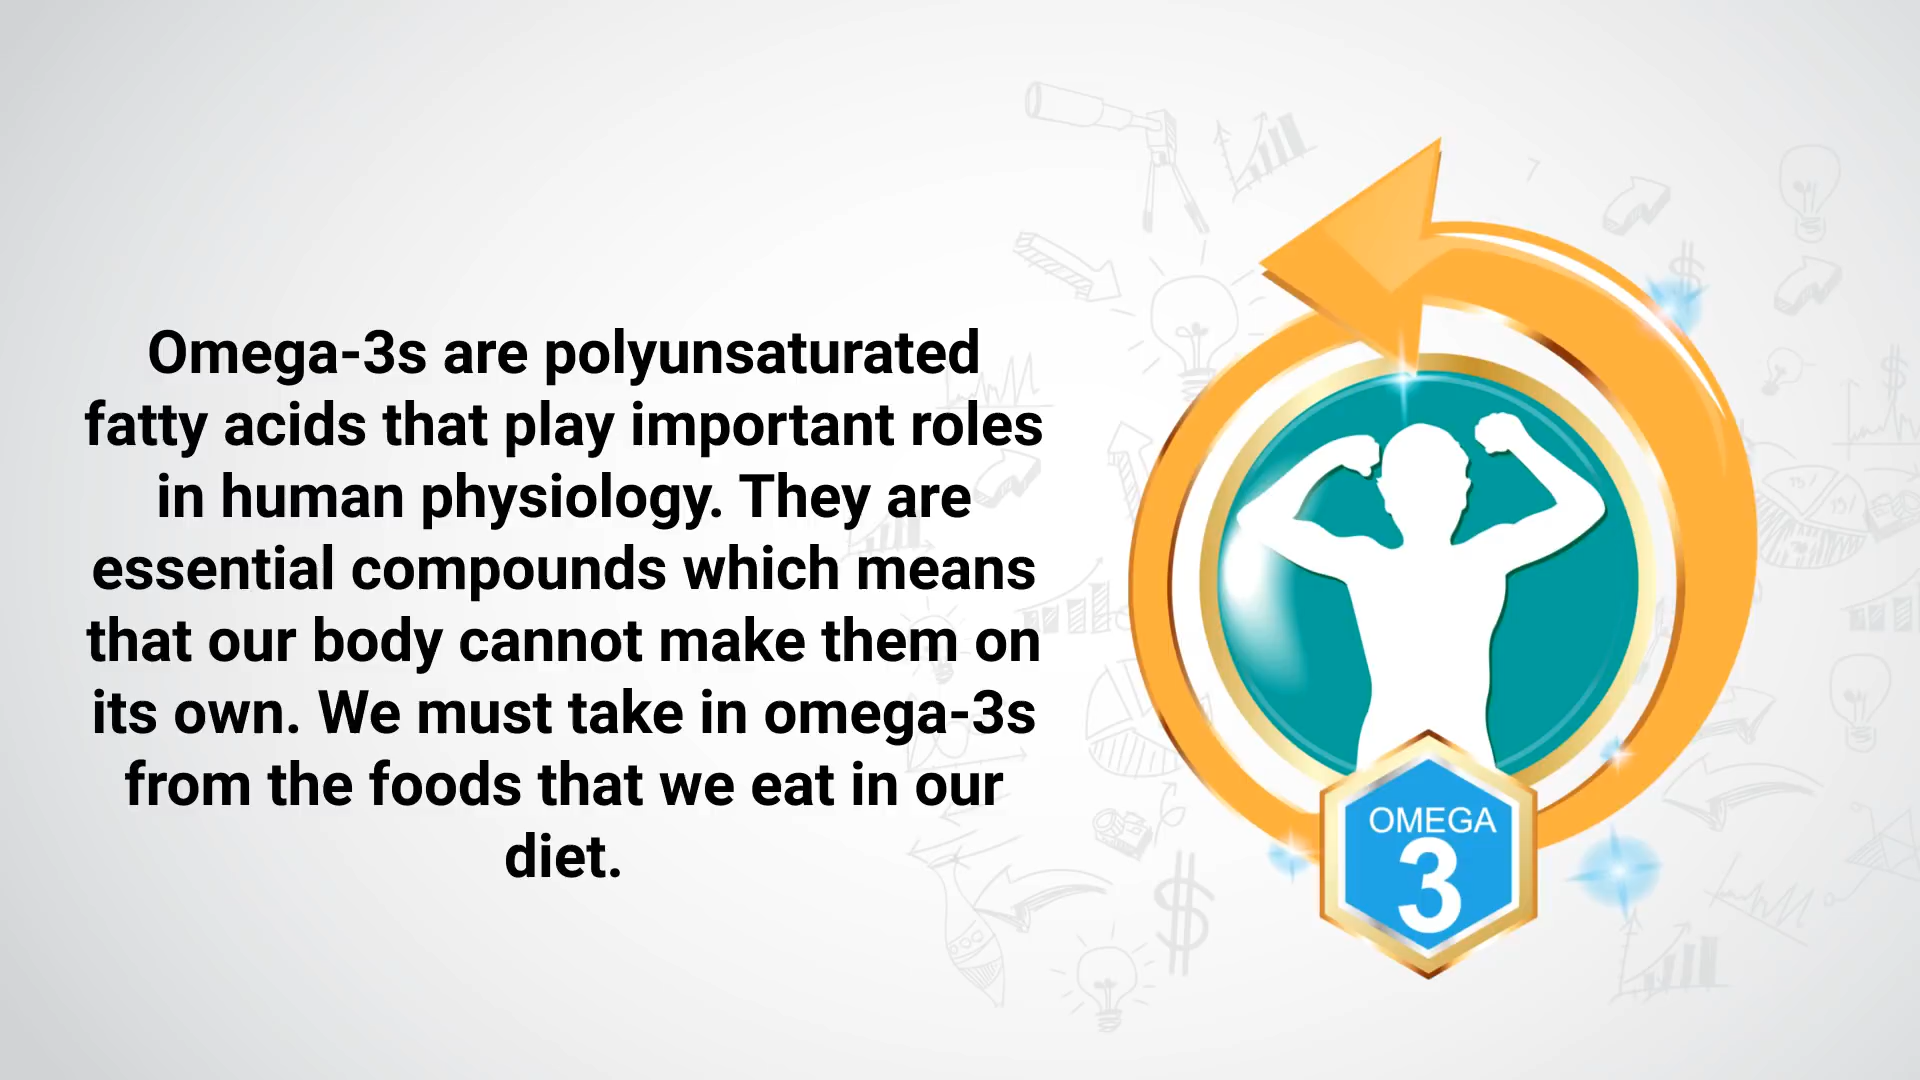 Omega-3s are polyunsaturated
fatty acids that play important roles
in human physiology. They are
essential compounds which means
that our body cannot make them on
its own. We must take in omega-3s
from the foods that we eat in our
diet.
OMEGA
3